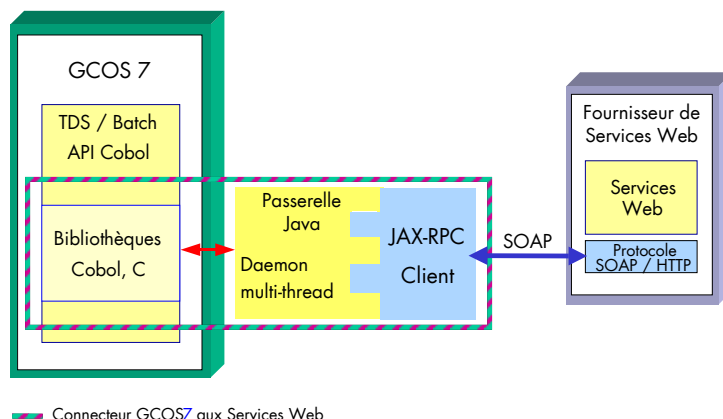 GCOS 7
TDS / Batch
API Cobol
Bibliothèques
Cobol, C
Passerelle
Java
Daemon
multi-thread
JAX-RPC
Client
SOAP
Fournisseur de
Services Web
Services
Web
Protocole
SOAP / HTTP
Connecteur GCOS7 aux Services Web